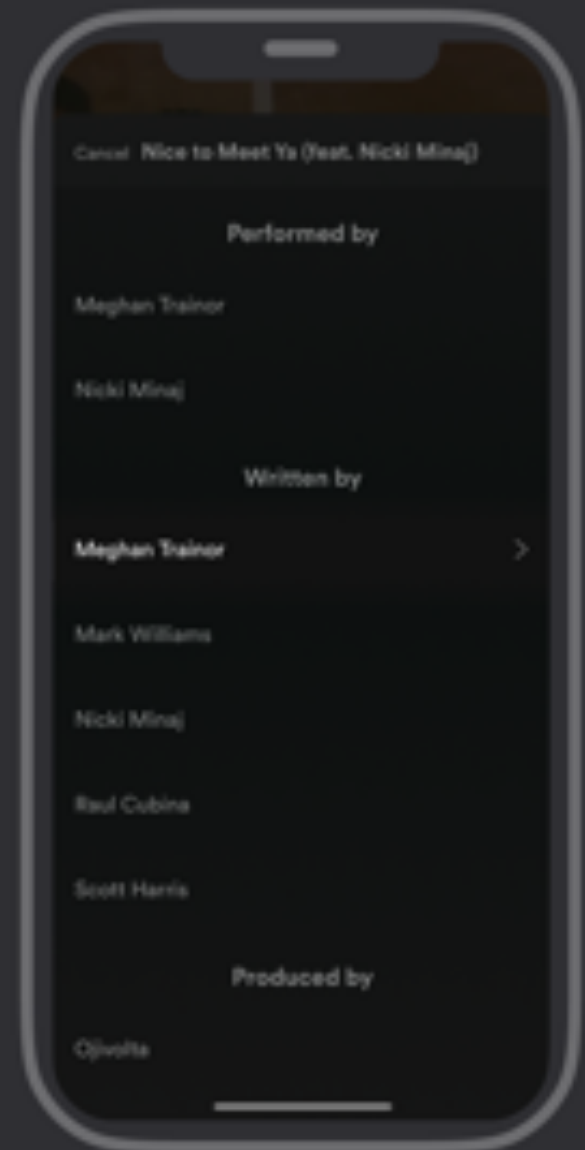 Cancel Nice to Meet Ya (feat. Nicki Minaj)
Performed by
Meghan Trainor
Nicki Minaj
Written by
Meghan Trainor
Mark Williams
Nicki Minaj
Raul Cubina
Scott Harris
Produced by
Ojivolta